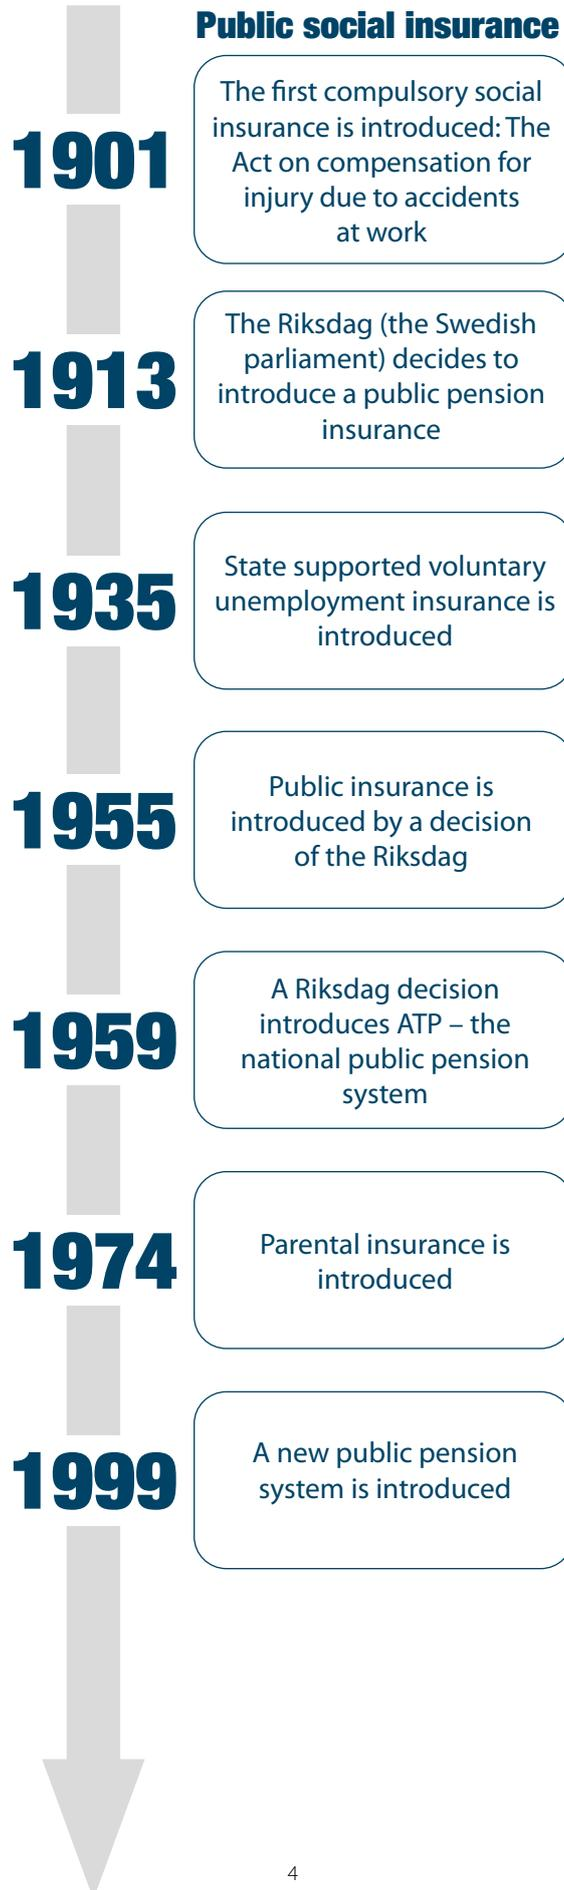 Public social insurance
1901
The first compulsory social
insurance is introduced: The
Act on compensation for
injury due to accidents
at work
1913
The Riksdag (the Swedish
parliament) decides to
introduce a public pension
insurance
1935
State supported voluntary
unemployment insurance is
introduced
1955
Public insurance is
introduced by a decision
of the Riksdag
1959
A Riksdag decision
introduces ATP – the
national public pension
system
1974
Parental insurance is
introduced
1999
A new public pension
system is introduced
4